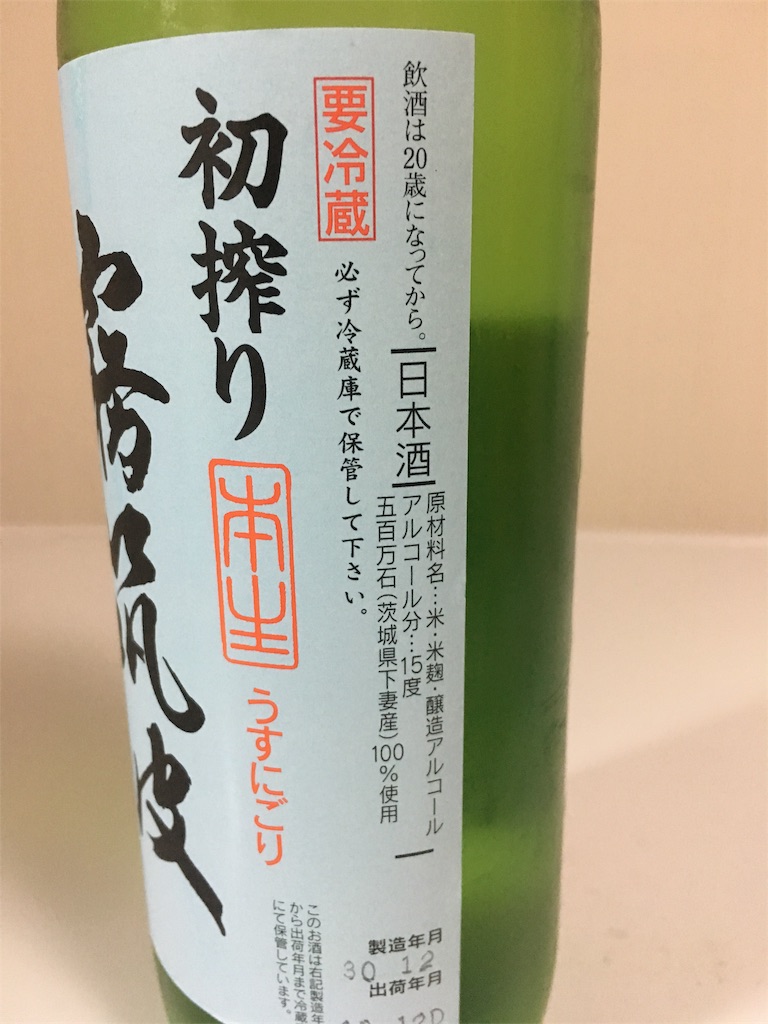 飲酒は20歳になってから。
日本酒
原材料名…米・米麹・醸造アルコール
アルコール分…15度
五百万石(茨城県下妻産)100%使用
要冷蔵
必ず冷蔵庫で保管して下さい。
初搾り
本生
うすにごり
霧筑波
製造年月
30 12
出荷年月
このお酒は右記製造年
から出荷年月まで冷蔵
にて保管しています。